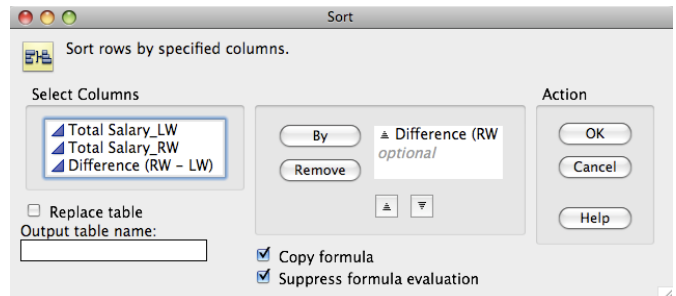 Sort
Sort rows by specified columns.
Select Columns
Total Salary_LW
Total Salary_RW
Difference (RW – LW)
Replace table
Output table name:
By
Remove
Difference (RW
optional
Copy formula
Suppress formula evaluation
Action
OK
Cancel
Help